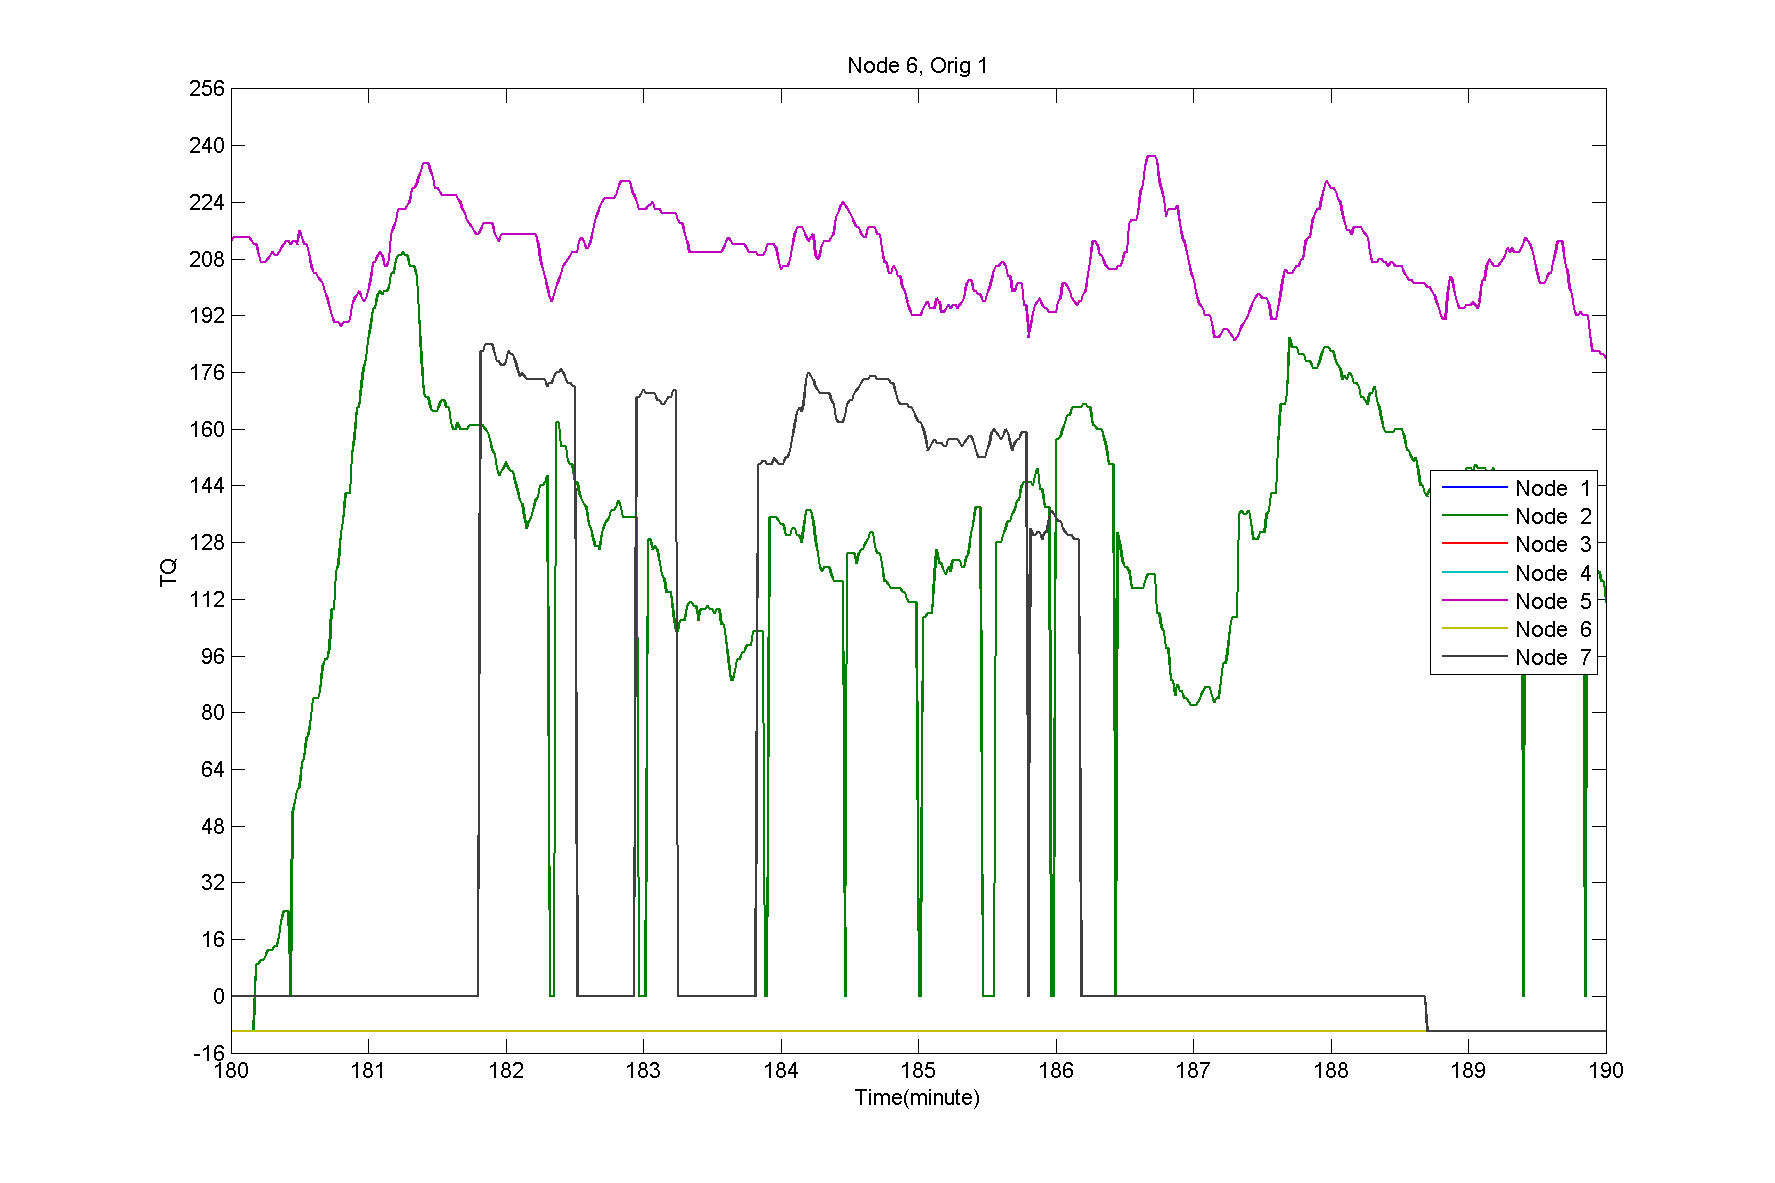 Node 6, Orig 1
256
240
224
208
192
176
160
144
128
112
96
80
64
48
32
16
0
-16
TQ
Node 1
Node 2
Node 3
Node 4
Node 5
Node 6
Node 7
180 181 182 183 184 185 186 187 188 189 190
Time(minute)